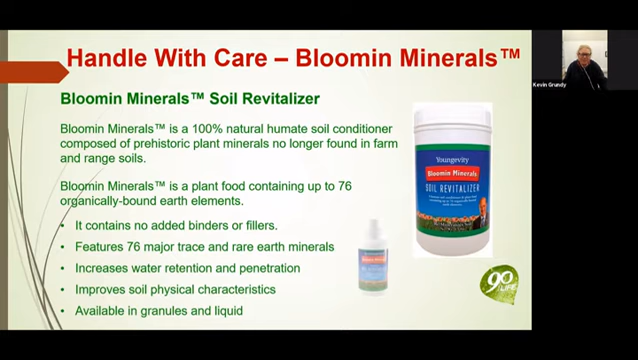 Handle With Care – Bloomin Minerals™
Kevin Grundy
Bloomin Minerals™ Soil Revitalizer
Bloomin Minerals™ is a 100% natural humate soil conditioner
composed of prehistoric plant minerals no longer found in farm
and range soils.
Bloomin Minerals™ is a plant food containing up to 76
organically-bound earth elements.
• It contains no added binders or fillers.
• Features 76 major trace and rare earth minerals
• Increases water retention and penetration
• Improves soil physical characteristics
• Available in granules and liquid
Youngevity
Bloomin Minerals
SOIL REVITALIZER
90
LIFE